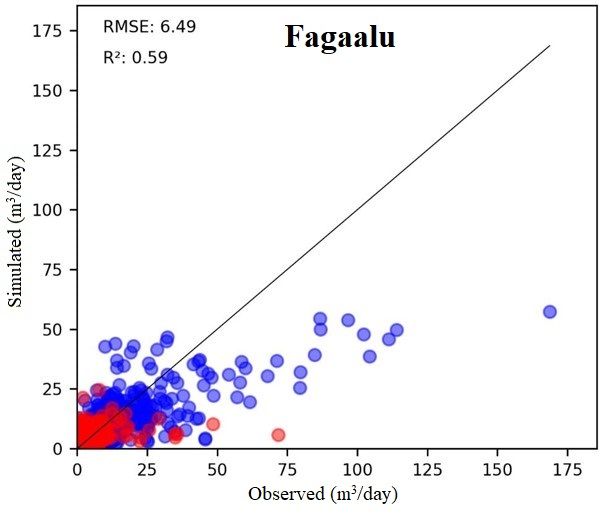 Fagaalu
RMSE: 6.49
R²: 0.59
Simulated (m³/day)
175
150
125
100
75
50
25
0
0 25 50 75 100 125 150 175
Observed (m³/day)